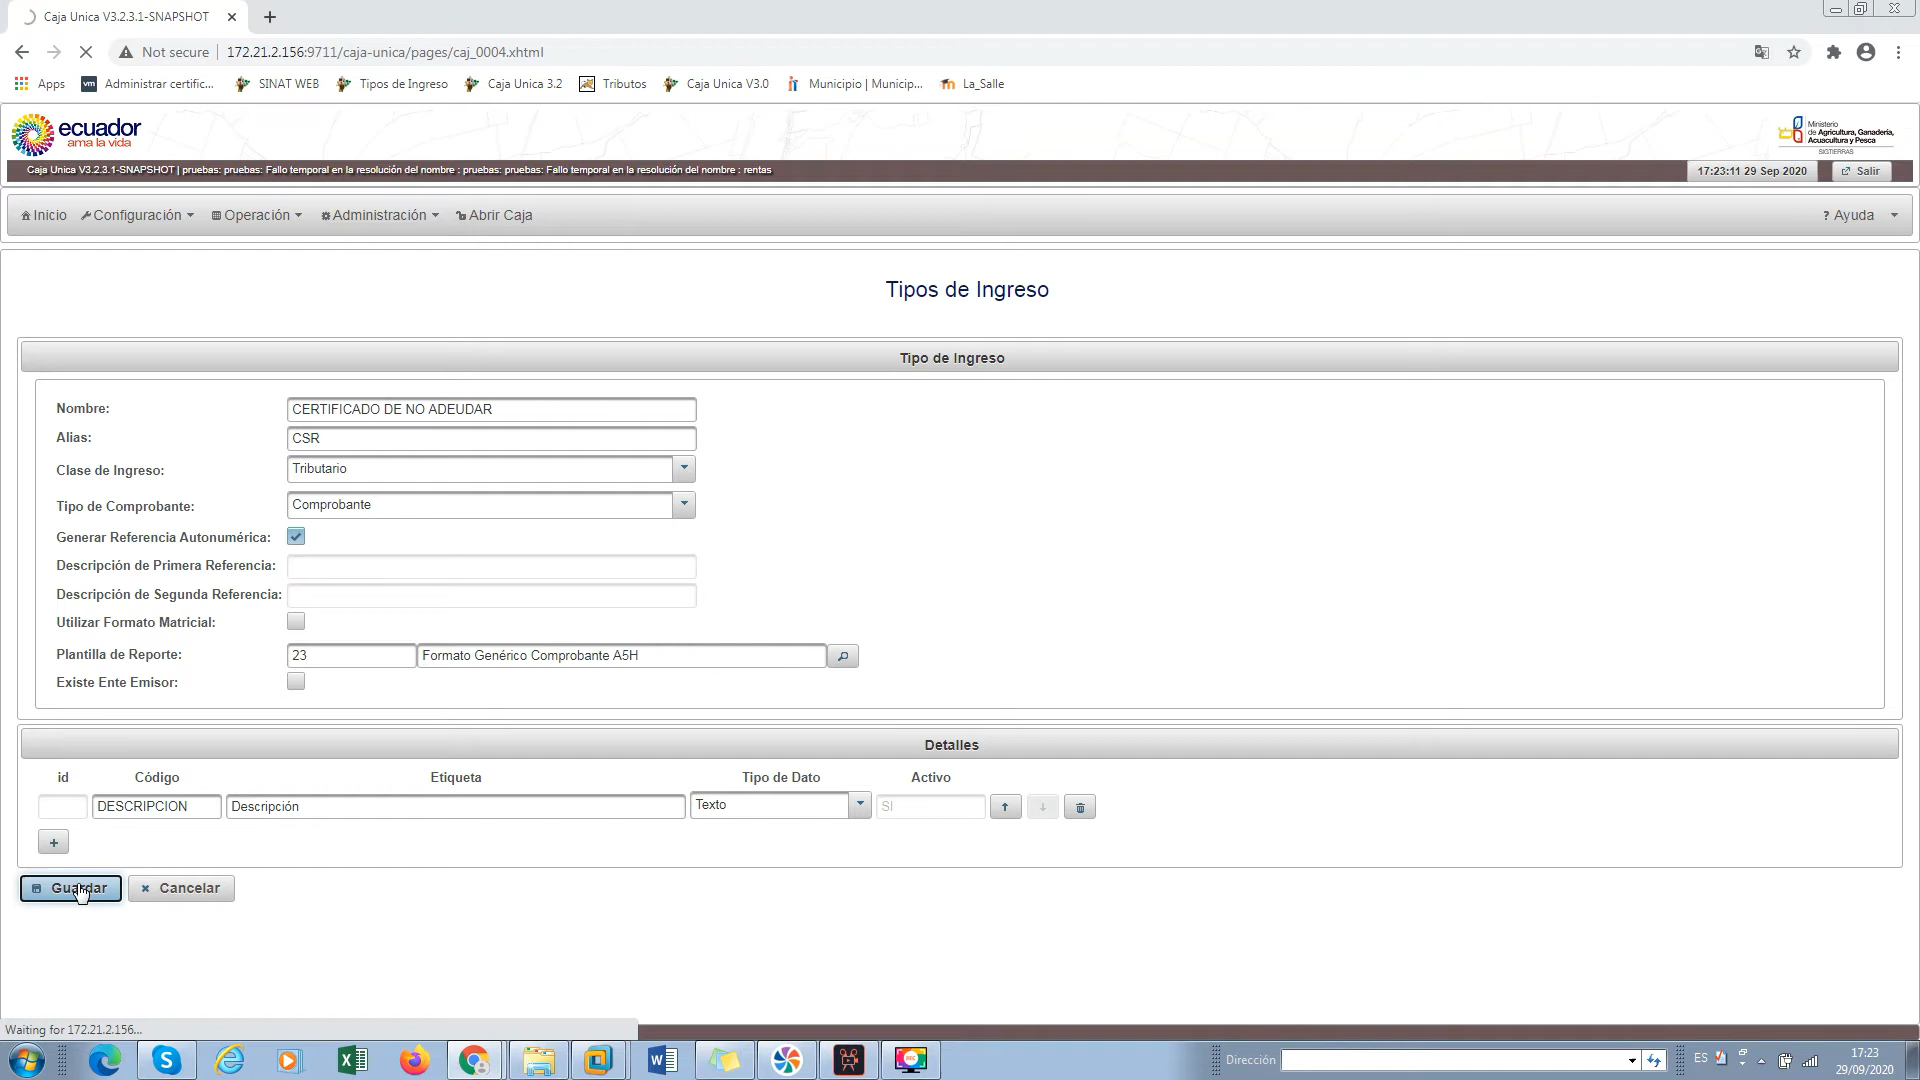 Caja Unica V3.2.3.1-SNAPSHOT
Not secure
172.21.2.156:9711/caja-unica/pages/caj_0004.xhtml
Apps
Administrar certific...
SINAT WEB
Tipos de Ingreso
Caja Unica 3.2
Tributos
Caja Unica V3.0
Municipio | Municip...
La_Salle
ecuador
ama la vida
Ministerio
de Agricultura, Ganadería,
Acuacultura y Pesca
SIGTIERRAS
Caja Unica V3.2.3.1-SNAPSHOT | pruebas: pruebas: Fallo temporal en la resolución del nombre : pruebas: pruebas: Fallo temporal en la resolución del nombre : rentas
17:23:11 29 Sep 2020
Salir
Inicio
Configuración
Operación
Administración
Abrir Caja
? Ayuda
Tipos de Ingreso
Tipo de Ingreso
Nombre: CERTIFICADO DE NO ADEUDAR
Alias: CSR
Clase de Ingreso: Tributario
Tipo de Comprobante: Comprobante
Generar Referencia Autonumérica:
Descripción de Primera Referencia:
Descripción de Segunda Referencia:
Utilizar Formato Matricial:
Plantilla de Reporte: 23 Formato Genérico Comprobante A5H
Existe Ente Emisor:
Detalles
id Código Etiqueta Tipo de Dato Activo
DESCRIPCION Descripción Texto SI
Guardar
Cancelar
Waiting for 172.21.2.156...
Dirección
ES
17:23
29/09/2020